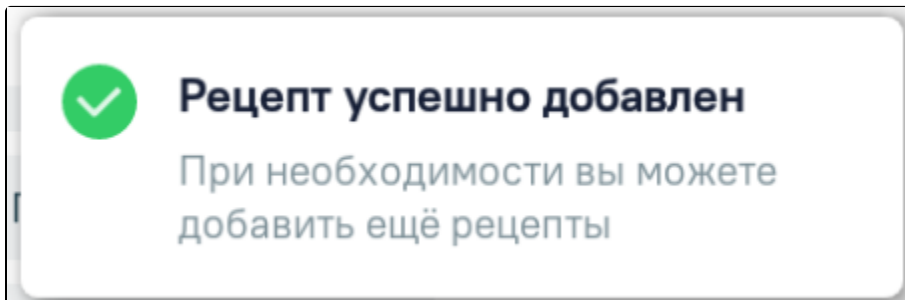 Рецепт успешно добавлен
При необходимости вы можете
добавить ещё рецепты